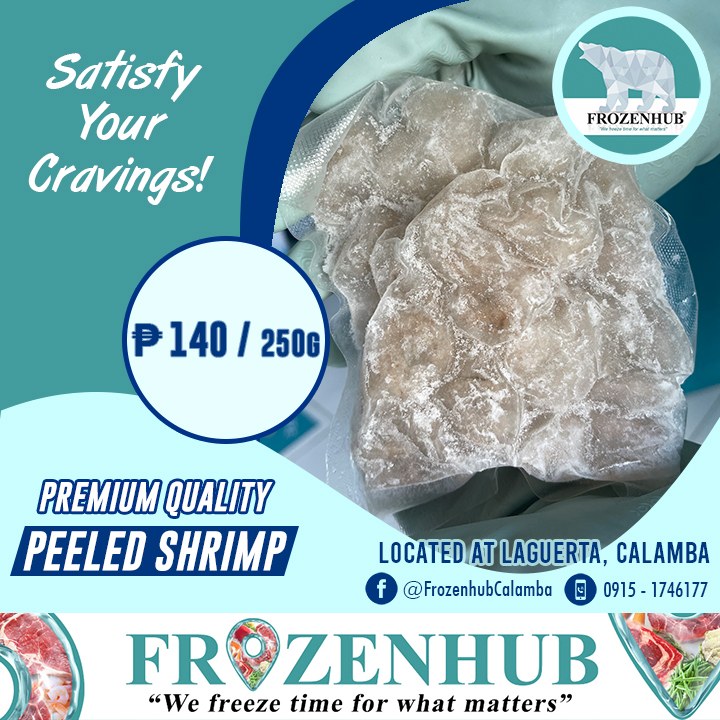 Satisfy
Your
Cravings!
FROZENHUB®
"We freeze time for what matters"
₱ 140 / 250G
PREMIUM QUALITY
PEELED SHRIMP
LOCATED AT LAGUERTA, CALAMBA
@FrozenhubCalamba 0915 - 1746177
FROZENHUB
"We freeze time for what matters"